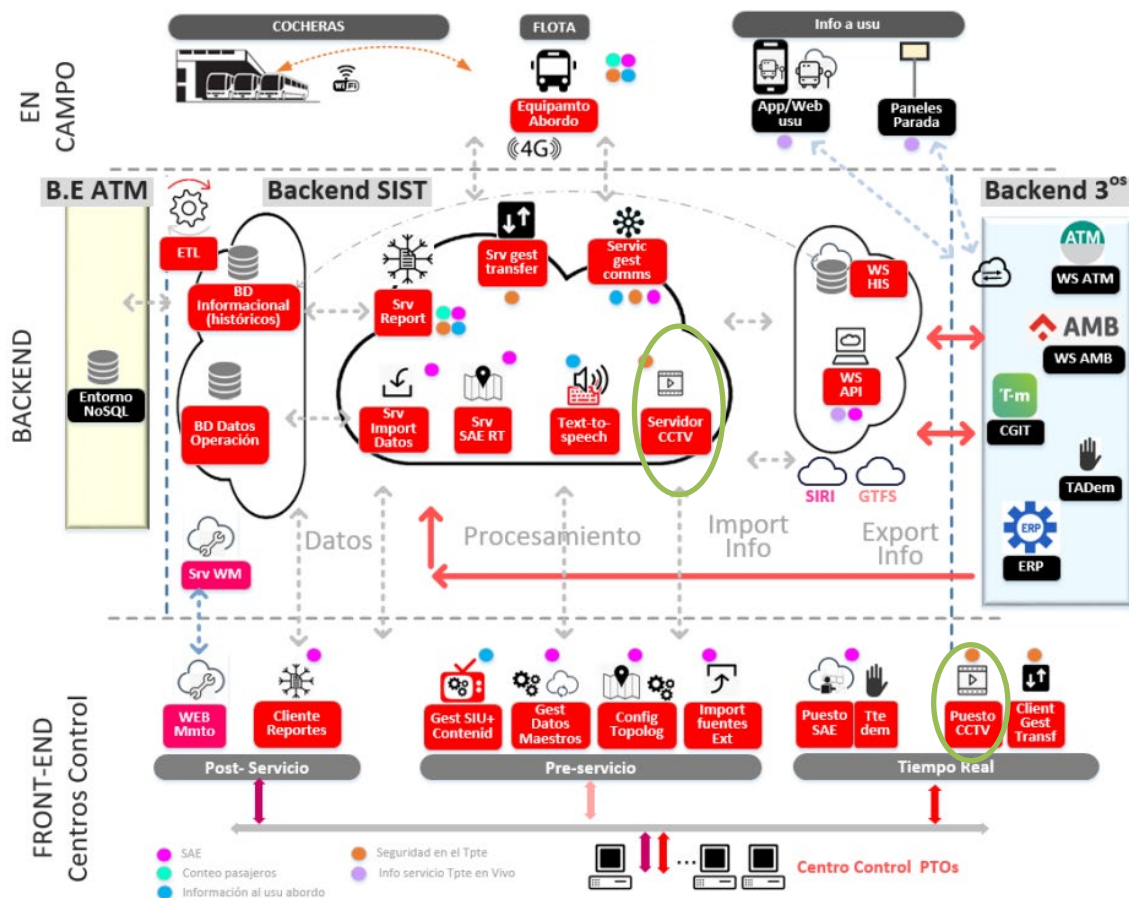 COCHERAS
FLOTA
Info a usu
EN
CAMPO
WiFi
Equipamto
Abordo
App/Web
usu
Paneles
Parada
4G
B.E ATM
Backend SIST
Backend 3os
BACKEND
ETL
BD
Informacional
(históricos)
Srv gest
transfer
Servic
gest
comms
WS
HIS
ATM
WS ATM
Srv
Report
AMB
WS AMB
Entorno
NoSQL
BD Datos
Operación
Srv
Import
Datos
Srv
SAE RT
Text-to-
speech
Servidor
CCTV
WS
API
T-m
CGIT
SIRI
GTFS
TADem
Datos
Procesamiento
Import
Info
Export
Info
ERP
ERP
Srv WM
FRONT-END
Centros Control
WEB
Mmto
Cliente
Reportes
Gest SIU+
Contenid
Gest
Datos
Maestros
Config
Topolog
Import
fuentes
Ext
Puesto
SAE
Tte
dem
Puesto
CCTV
Client
Gest
Transf
Post- Servicio
Pre-servicio
Tiempo Real
SAE
Seguridad en el Tpte
Conteo pasajeros
Info servicio Tpte en Vivo
Información al usu abordo
...
Centro Control PTOs